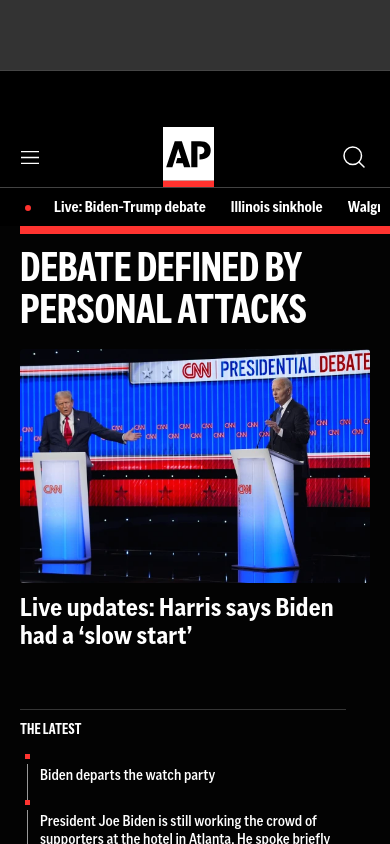 AP
Live: Biden-Trump debate Illinois sinkhole
DEBATE DEFINED BY
PERSONAL ATTACKS
CNN PRESIDENTIAL DEBATE
CNN
CNN
Live updates: Harris says Biden
had a ‘slow start’
THE LATEST
Biden departs the watch party
President Joe Biden is still working the crowd of
supporters at the hotel in Atlanta. He spoke briefly